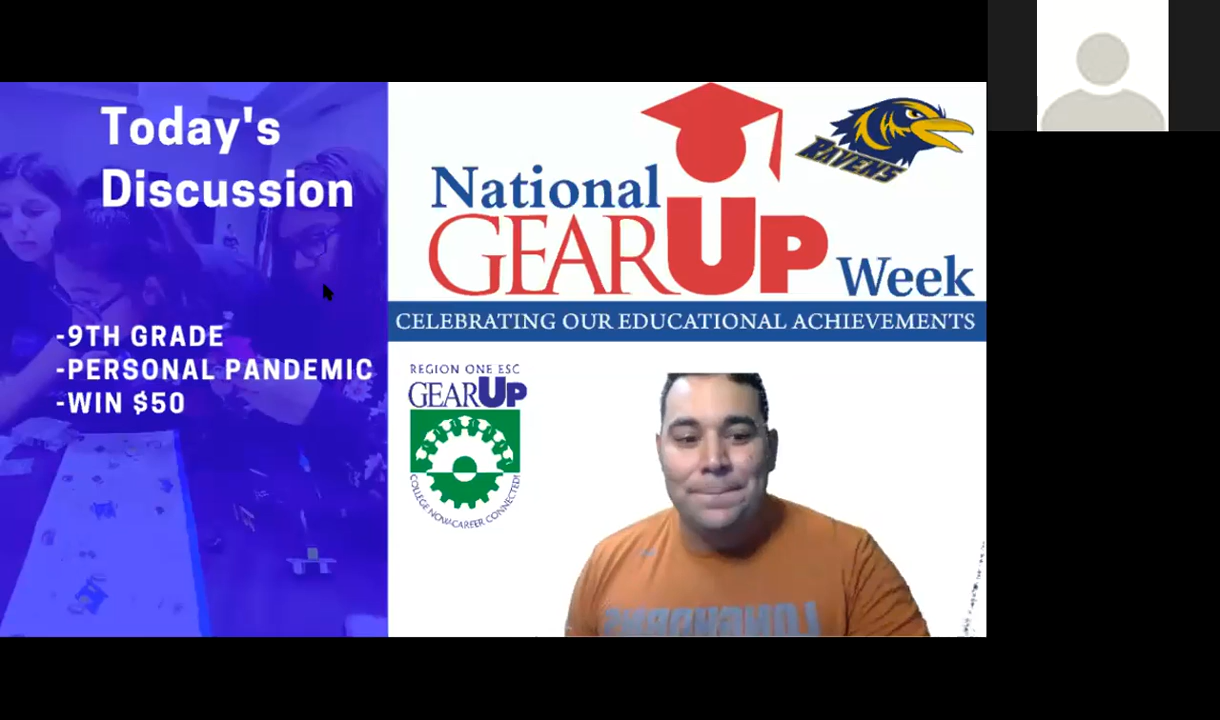 Today's
Discussion
-9TH GRADE
-PERSONAL PANDEMIC
-WIN $50
RAVENS
National
GEARUP
Week
CELEBRATING OUR EDUCATIONAL ACHIEVEMENTS
REGION ONE ESC
GEARUP
COLLEGE NOW-CAREER CONNECTED!
LONGHORNS